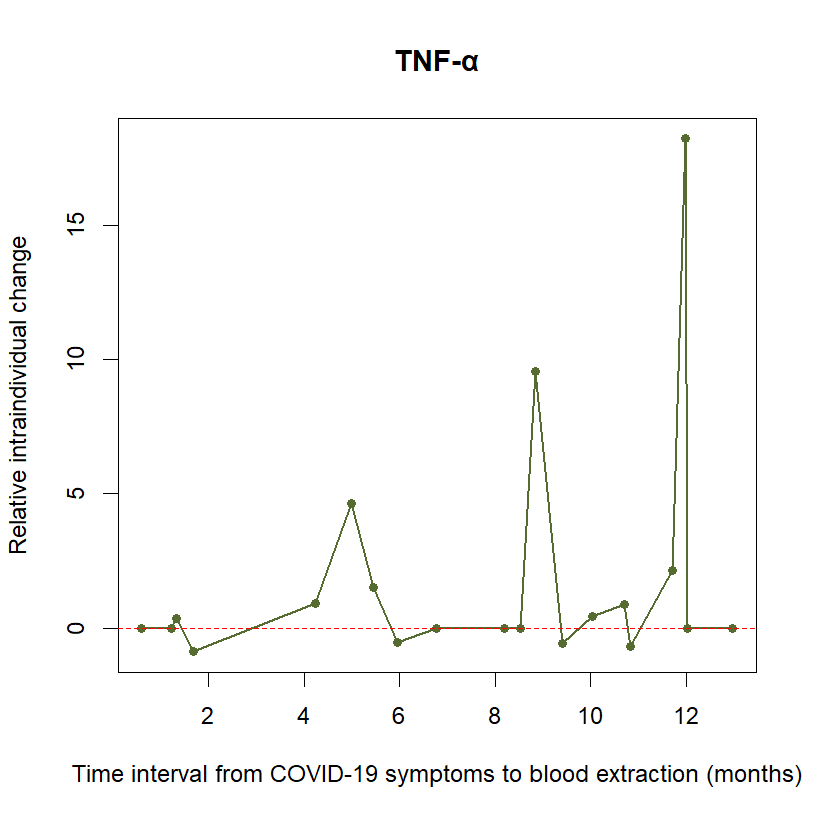 TNF-α
Relative intraindividual change
15
10
5
0
2 4 6 8 10 12
Time interval from COVID-19 symptoms to blood extraction (months)